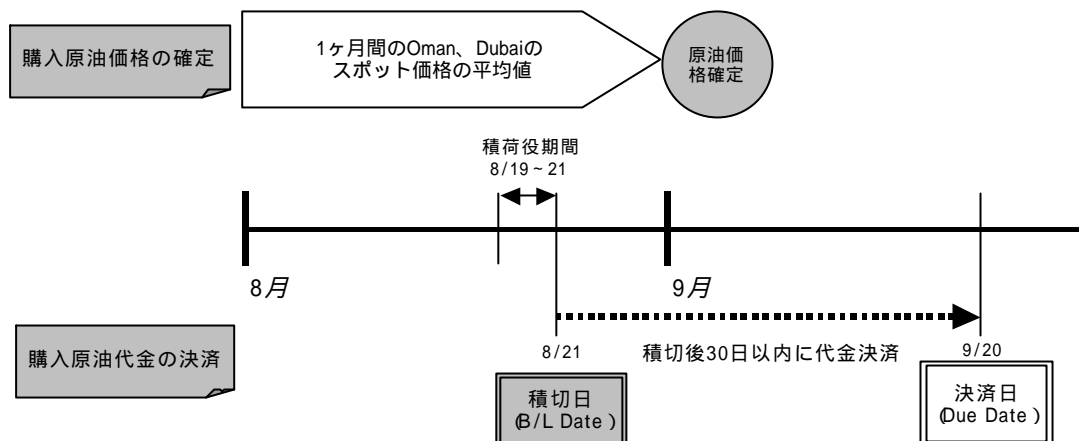 購入原油価格の確定
1ヶ月間のOman、Dubaiの
スポット価格の平均値
原油価
格確定
積荷役期間
8/19~21
8月
9月
購入原油代金の決済
8/21
積切後30日以内に代金決済
9/20
積切日
(B/L Date)
決済日
(Due Date)